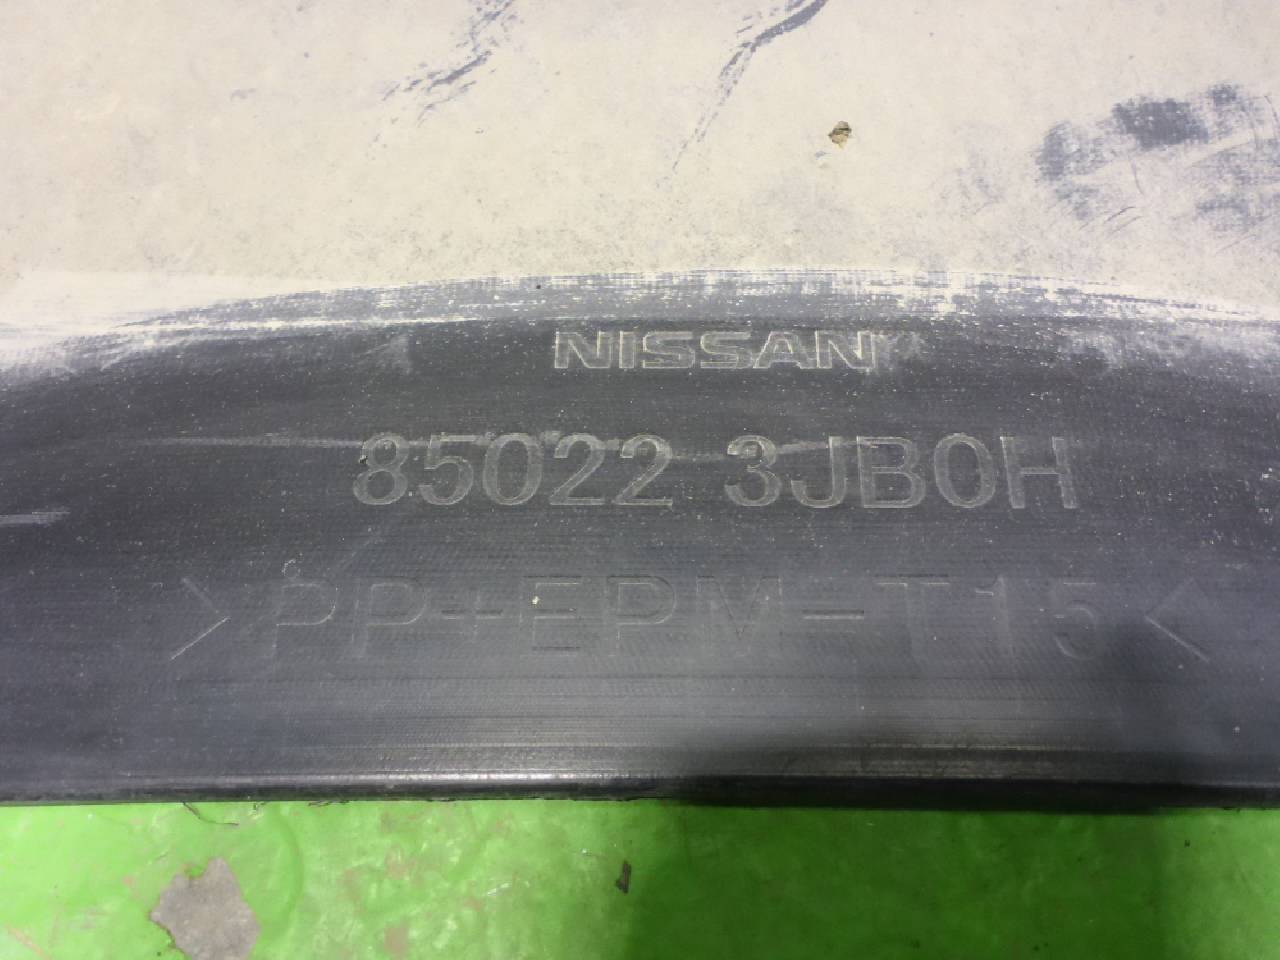 NISSAN
85022 3JB0H
>PP+EPM-T15<